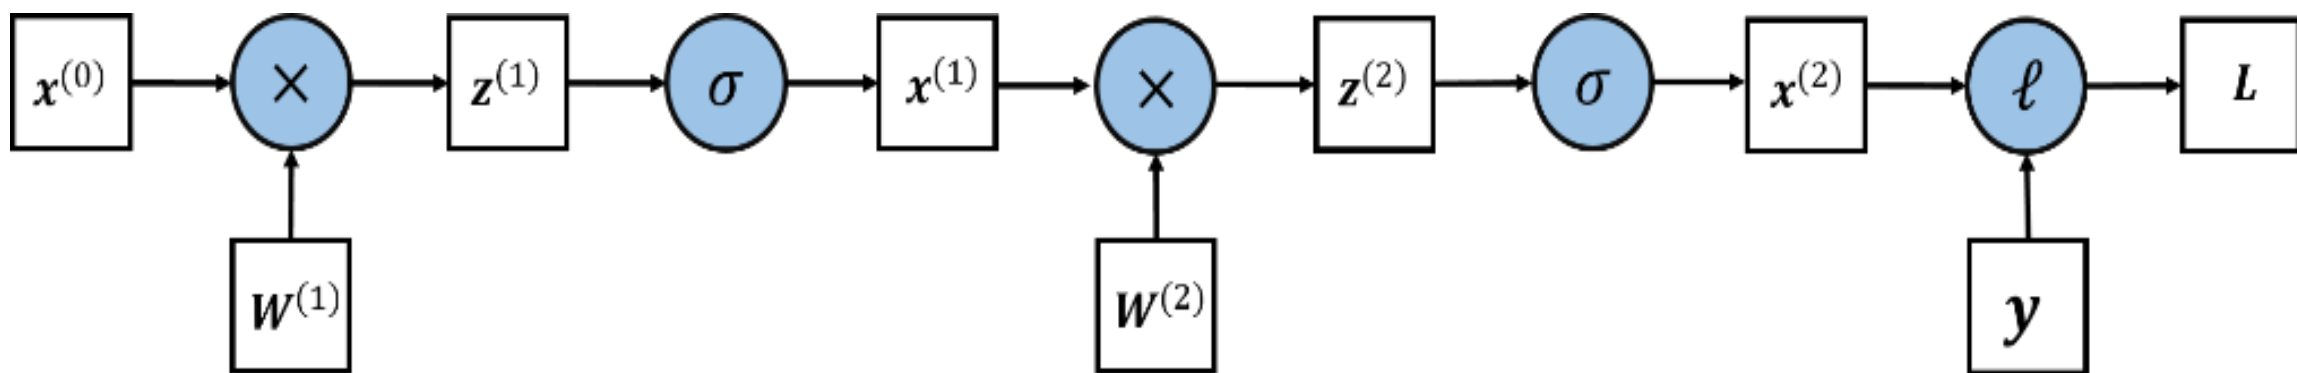 x^(0) × z^(1) σ x^(1) × z^(2) σ x^(2) ℓ L
W^(1) W^(2) y